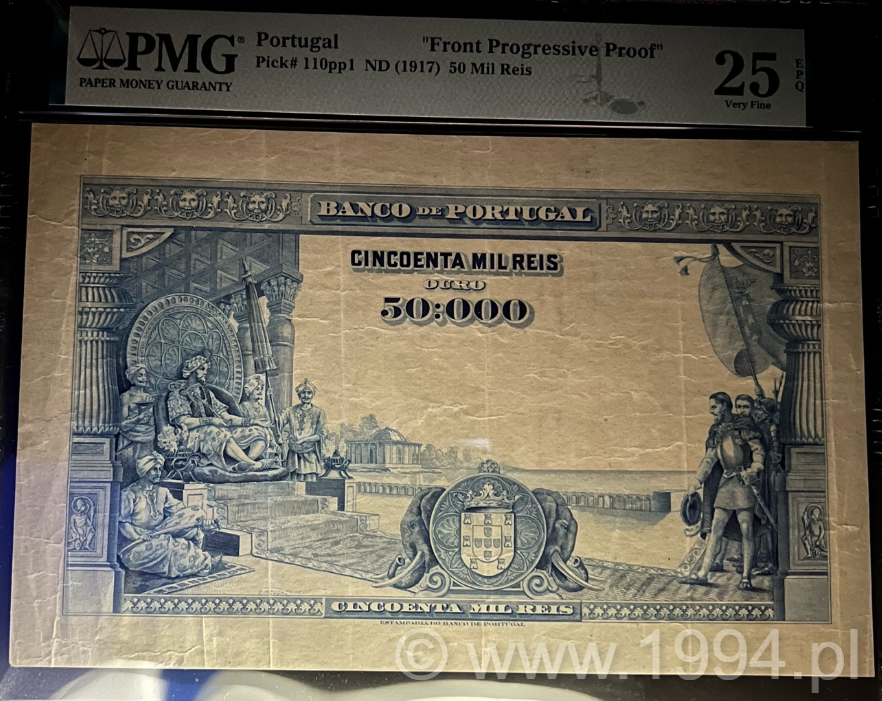 PMG®
PAPER MONEY GUARANTY
Portugal "Front Progressive Proof"
Pick# 110pp1 ND (1917) 50 Mil Reis
25 EPQ
Very Fine
BANCO DE PORTUGAL
CINCOENTA MIL REIS
OURO
50:000
CINCOENTA MIL REIS
ESTAMPARIA DO BANCO DE PORTUGAL
© www.1994.pl